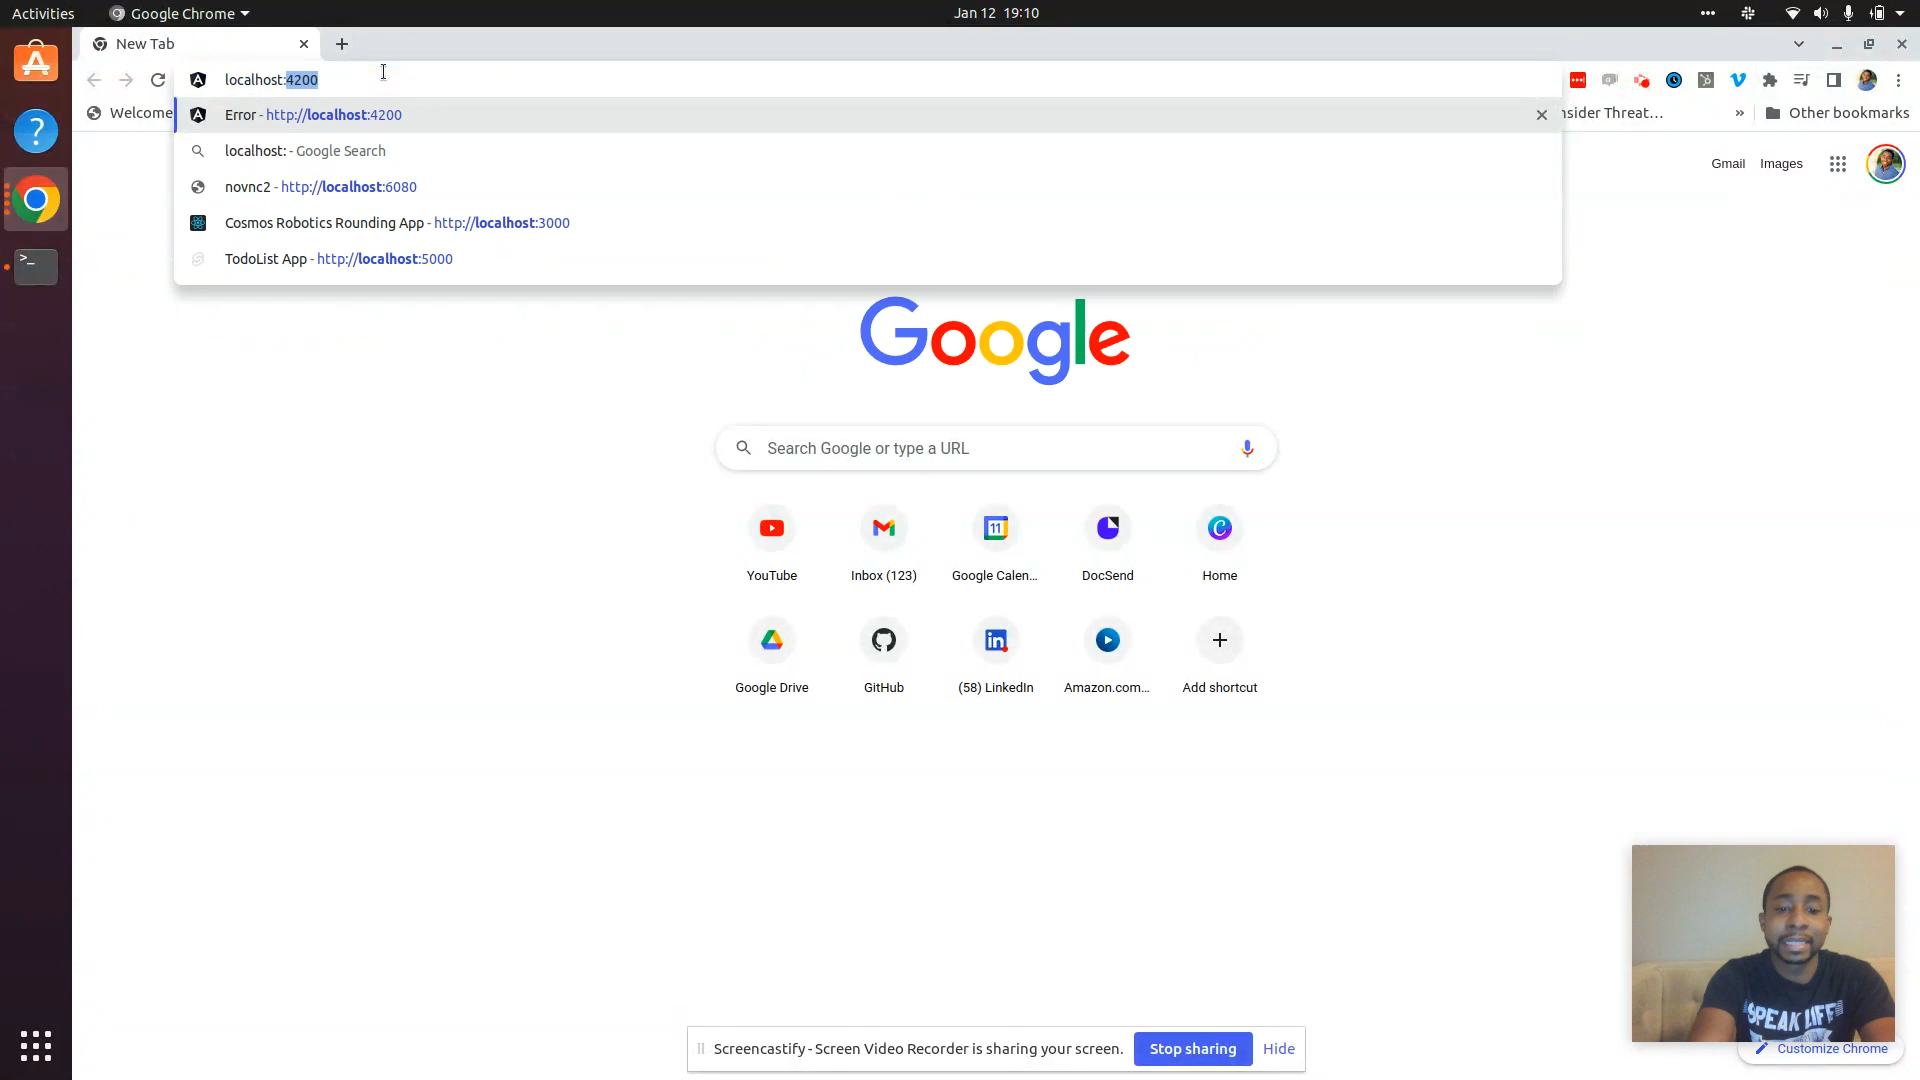 Activities
Google Chrome
Jan 12 19:10
New Tab
localhost:4200
Welcome
nsider Threat…
»
Other bookmarks
Error - http://localhost:4200
localhost: - Google Search
novnc2 - http://localhost:6080
Cosmos Robotics Rounding App - http://localhost:3000
TodoList App - http://localhost:5000
Gmail
Images
Google
Search Google or type a URL
11
YouTube
Inbox (123)
Google Calen...
DocSend
Home
in
Google Drive
GitHub
(58) LinkedIn
Amazon.com...
Add shortcut
SPEAK LIFE
Screencastify - Screen Video Recorder is sharing your screen.
Stop sharing
Hide
Customize Chrome